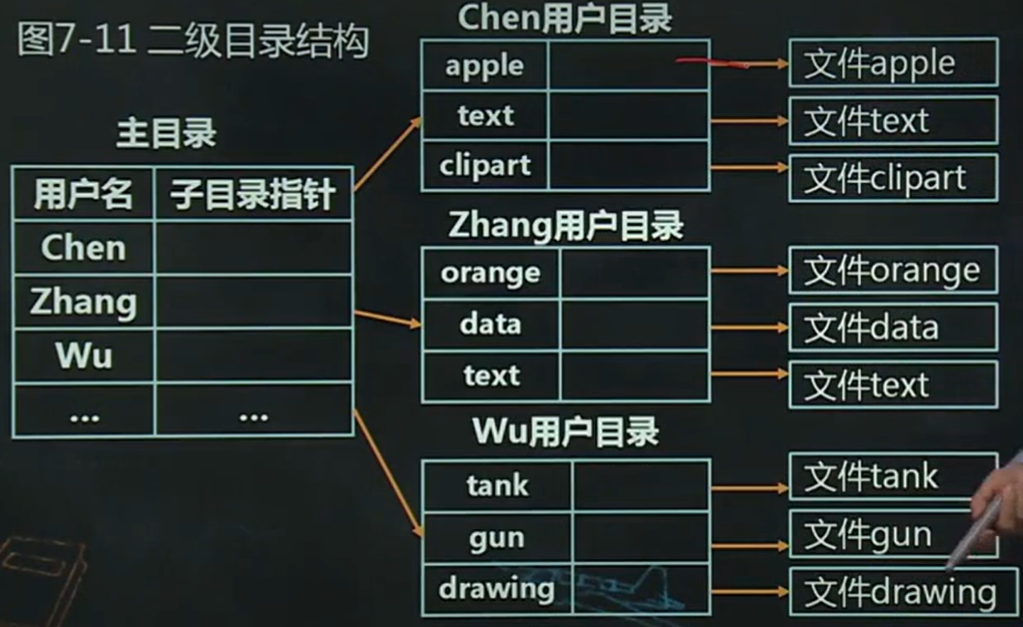 图7-11 二级目录结构
主目录
用户名 子目录指针
Chen
Zhang
Wu
... ...
Chen用户目录
apple
text
clipart
文件apple
文件text
文件clipart
Zhang用户目录
orange
data
text
文件orange
文件data
文件text
Wu用户目录
tank
gun
drawing
文件tank
文件gun
文件drawing